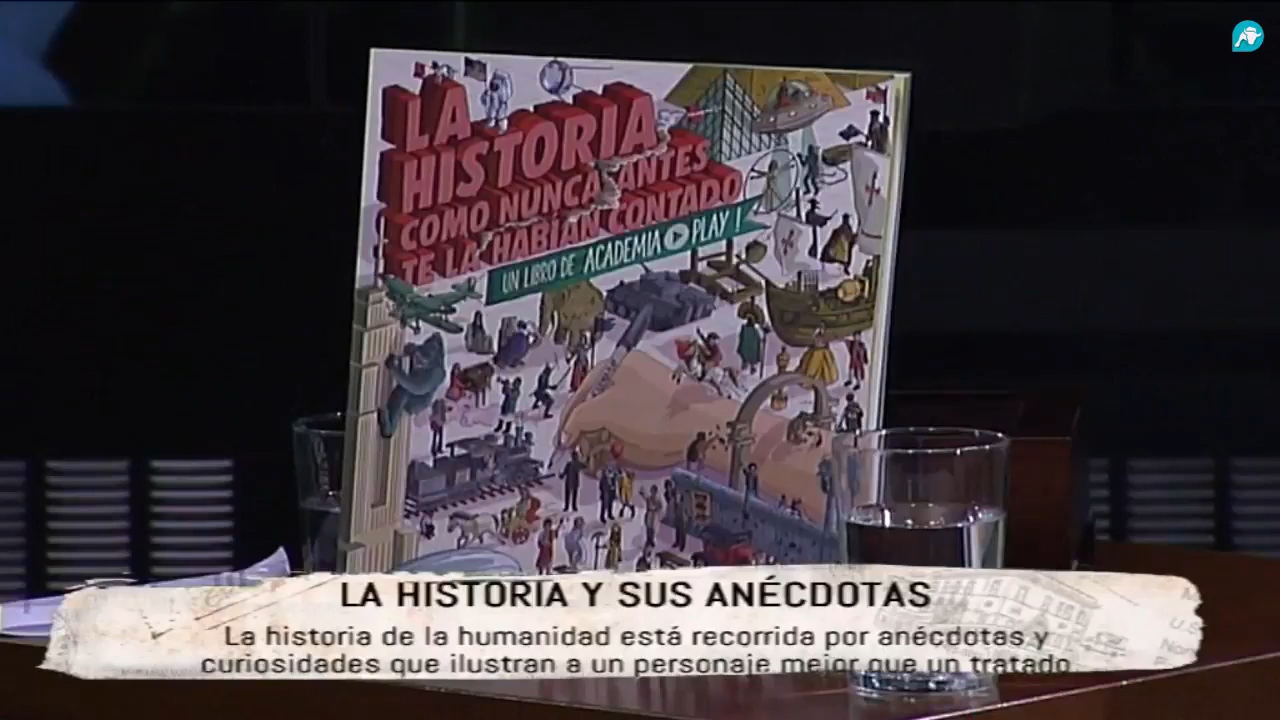 LA
HISTORIA
COMO NUNCA ANTES
TE LA HABÍAN CONTADO
UN LIBRO DE ACADEMIA PLAY!
LA HISTORIA Y SUS ANÉCDOTAS
La historia de la humanidad está recorrida por anécdotas y
curiosidades que ilustran a un personaje mejor que un tratado